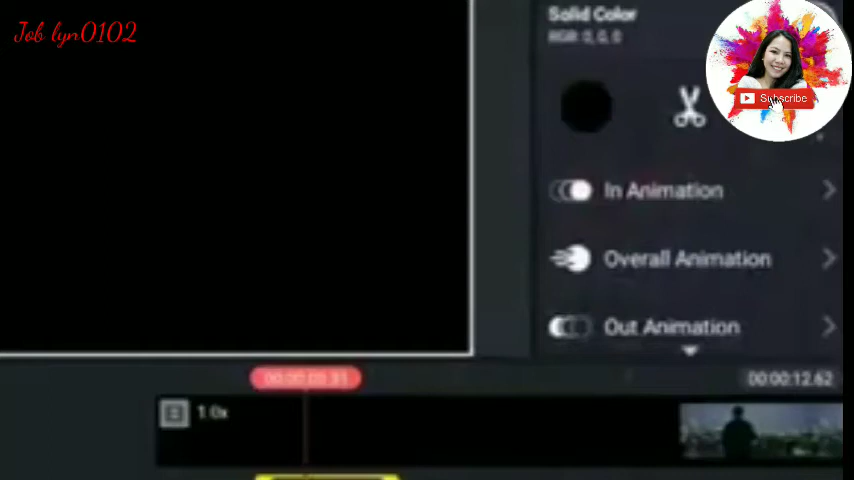 Job lyn0102
Solid Color
RGB: 0, 0, 0
Subscribe
In Animation
Overall Animation
Out Animation
00:00:12.62
1.0x